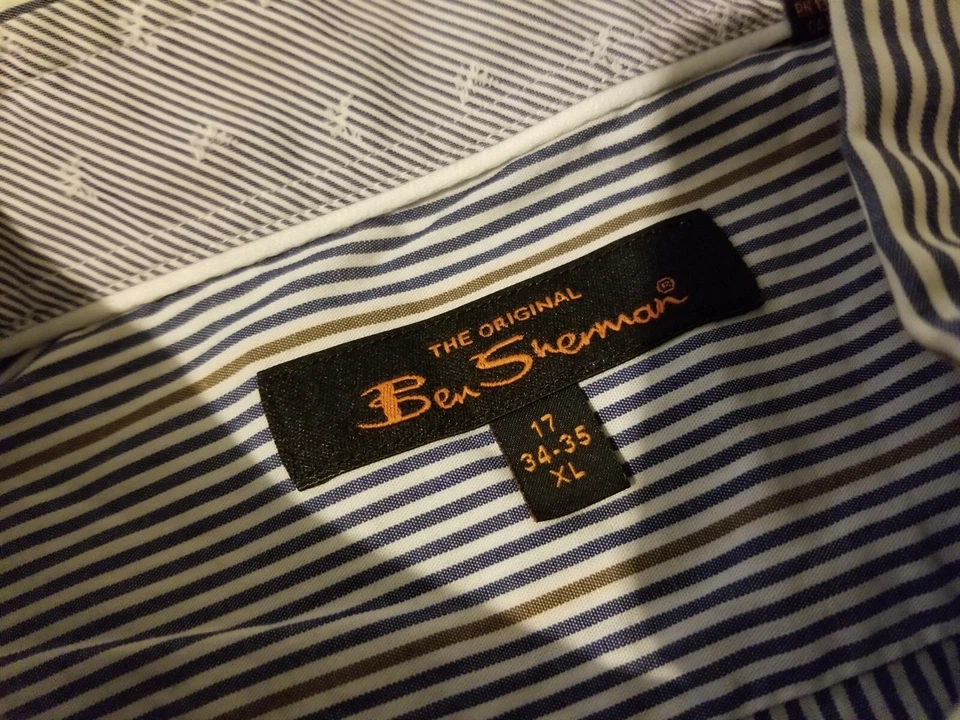 THE ORIGINAL
Ben Sherman®
17
34-35
XL